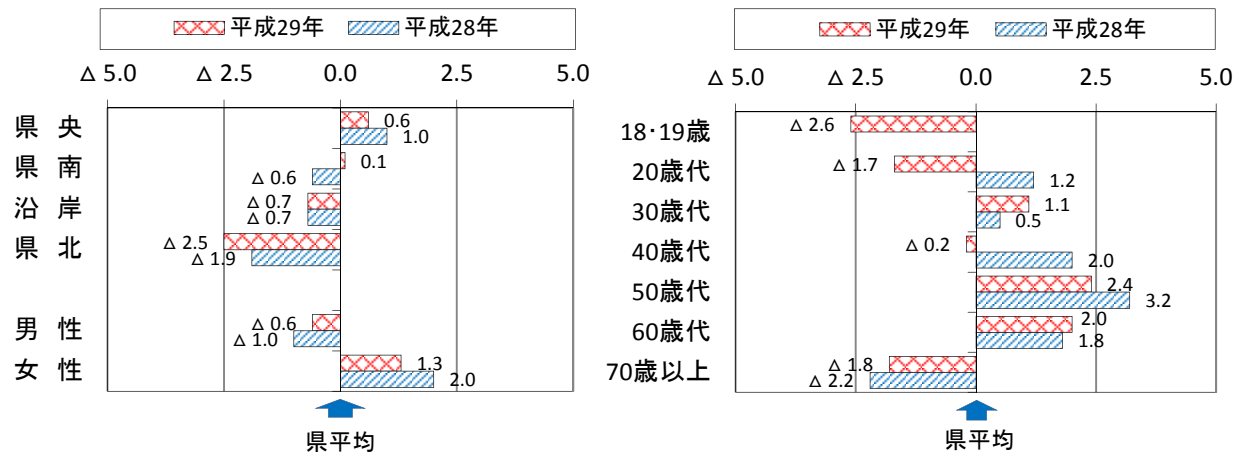 平成29年 平成28年
△ 5.0 △ 2.5 0.0 2.5 5.0
県 央 0.6
1.0
県 南 0.1
△ 0.6
沿 岸 △ 0.7
△ 0.7
県 北 △ 2.5
△ 1.9
男 性 △ 0.6
△ 1.0
女 性 1.3
2.0
県平均
平成29年 平成28年
△ 5.0 △ 2.5 0.0 2.5 5.0
18･19歳 △ 2.6
20歳代 △ 1.7
1.2
30歳代 1.1
0.5
40歳代 △ 0.2
2.0
50歳代 2.4
3.2
60歳代 2.0
1.8
70歳以上 △ 1.8
△ 2.2
県平均